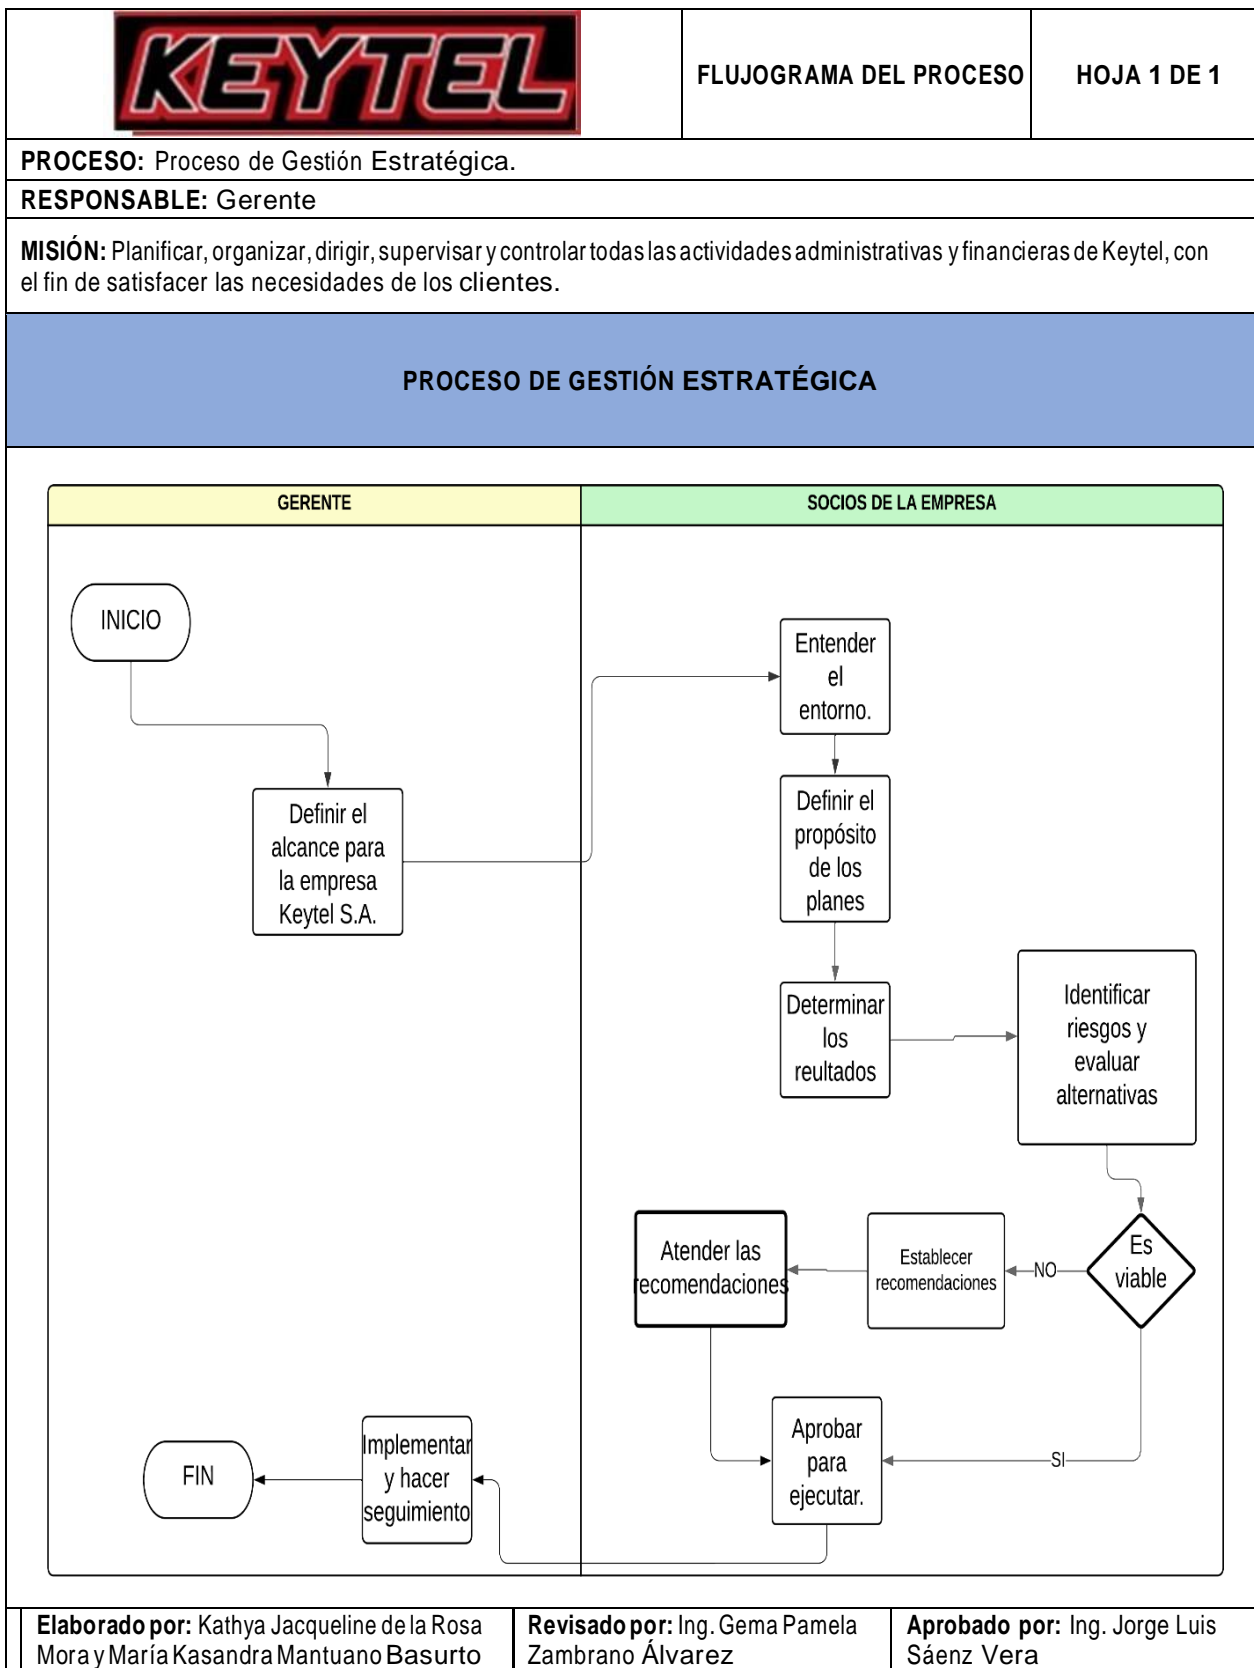 KEYTEL
FLUJOGRAMA DEL PROCESO
HOJA 1 DE 1
PROCESO: Proceso de Gestión Estratégica.
RESPONSABLE: Gerente
MISIÓN: Planificar, organizar, dirigir, supervisar y controlar todas las actividades administrativas y financieras de Keytel, con
el fin de satisfacer las necesidades de los clientes.
PROCESO DE GESTIÓN ESTRATÉGICA
GERENTE
SOCIOS DE LA EMPRESA
INICIO
Definir el
alcance para
la empresa
Keytel S.A.
Entender
el
entorno.
Definir el
propósito
de los
planes
Determinar
los
reultados
Identificar
riesgos y
evaluar
alternativas
Es
viable
NO
Establecer
recomendaciones
Atender las
recomendaciones
SI
Aprobar
para
ejecutar.
Implementar
y hacer
seguimiento
FIN
Elaborado por: Kathya Jacqueline de la Rosa
Mora y María Kasandra Mantuano Basurto
Revisado por: Ing. Gema Pamela
Zambrano Álvarez
Aprobado por: Ing. Jorge Luis
Sáenz Vera